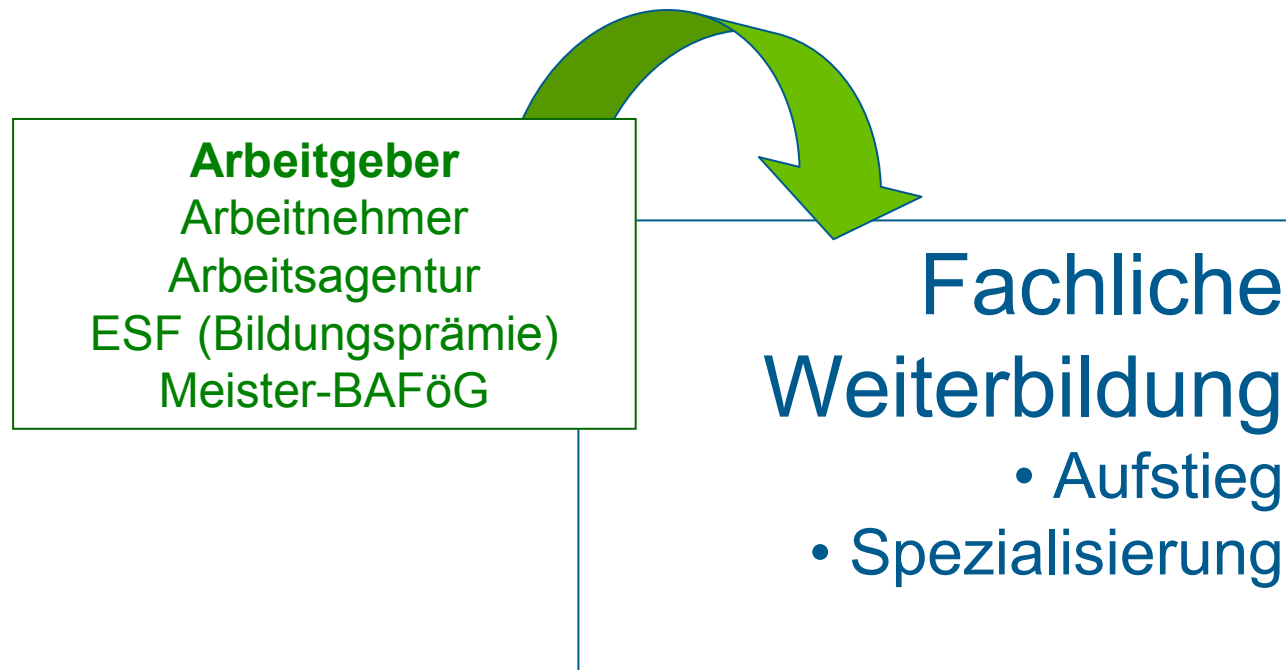 Arbeitgeber
Arbeitnehmer
Arbeitsagentur
ESF (Bildungsprämie)
Meister-BAFöG
Fachliche
Weiterbildung
• Aufstieg
• Spezialisierung